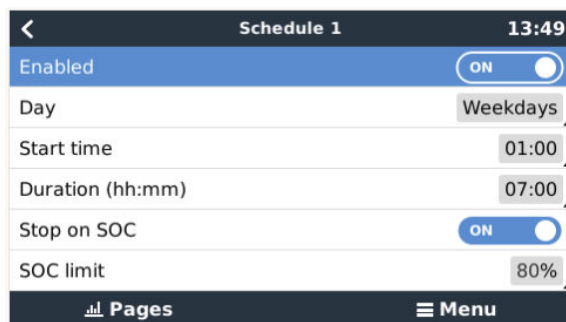 Schedule 1 13:49
Enabled ON
Day Weekdays
Start time 01:00
Duration (hh:mm) 07:00
Stop on SOC ON
SOC limit 80%
Pages Menu